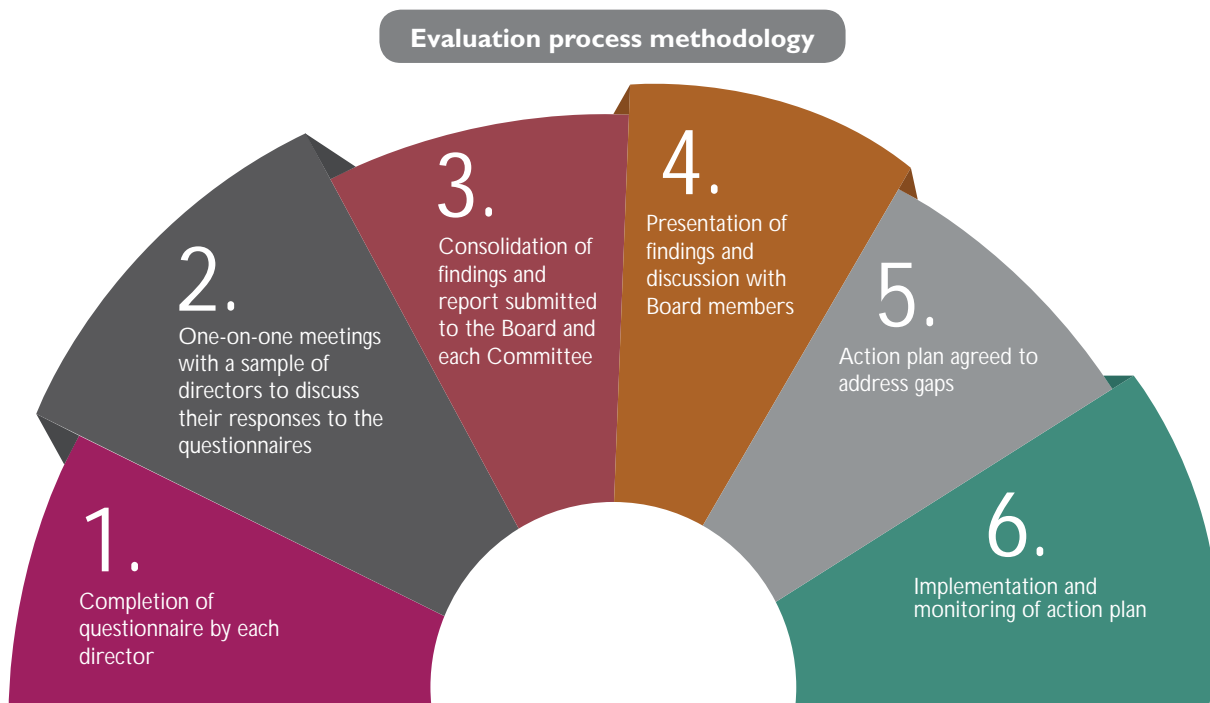 Evaluation process methodology
1.
Completion of
questionnaire by each
director
2.
One-on-one meetings
with a sample of
directors to discuss
their responses to the
questionnaires
3.
Consolidation of
findings and
report submitted
to the Board and
each Committee
4.
Presentation of
findings and
discussion with
Board members
5.
Action plan agreed to
address gaps
6.
Implementation and
monitoring of action plan